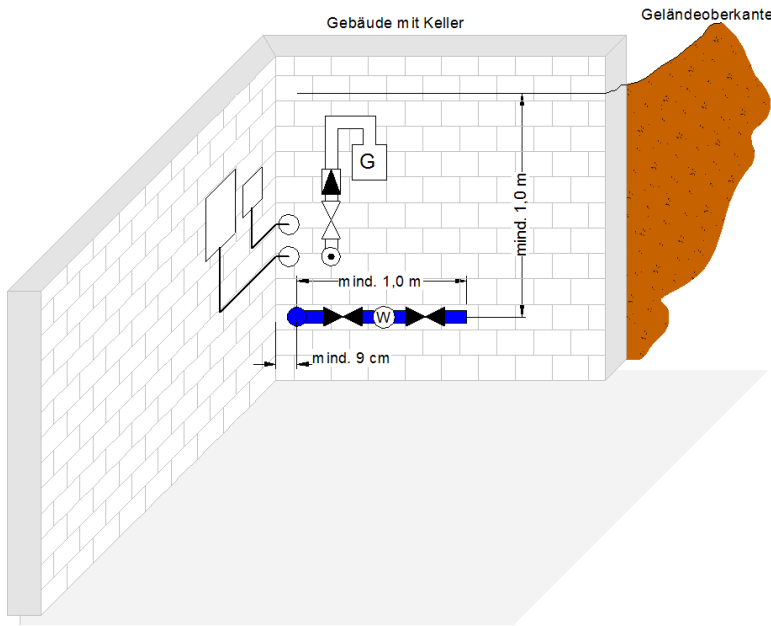 Geländeoberkante
Gebäude mit Keller
G
mind. 1,0 m
mind. 1,0 m
W
mind. 9 cm